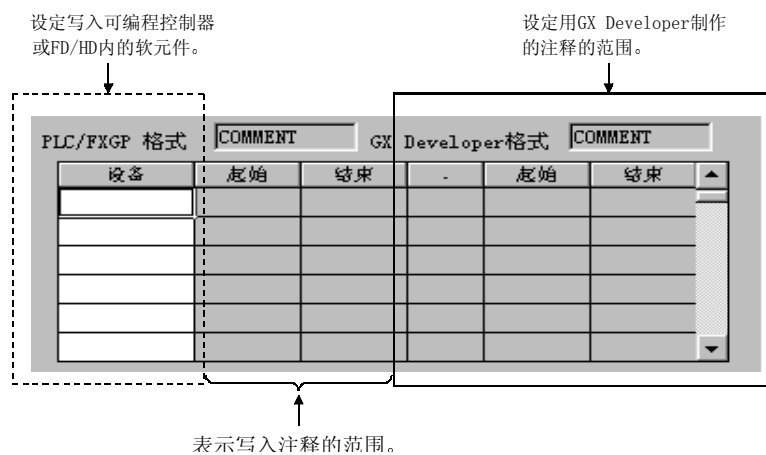 设定写入可编程控制器
或FD/HD内的软元件。
设定用GX Developer制作
的注释的范围。
PLC/FXGP 格式 COMMENT GX Developer格式 COMMENT
设备 起始 结束 - 起始 结束
表示写入注释的范围。